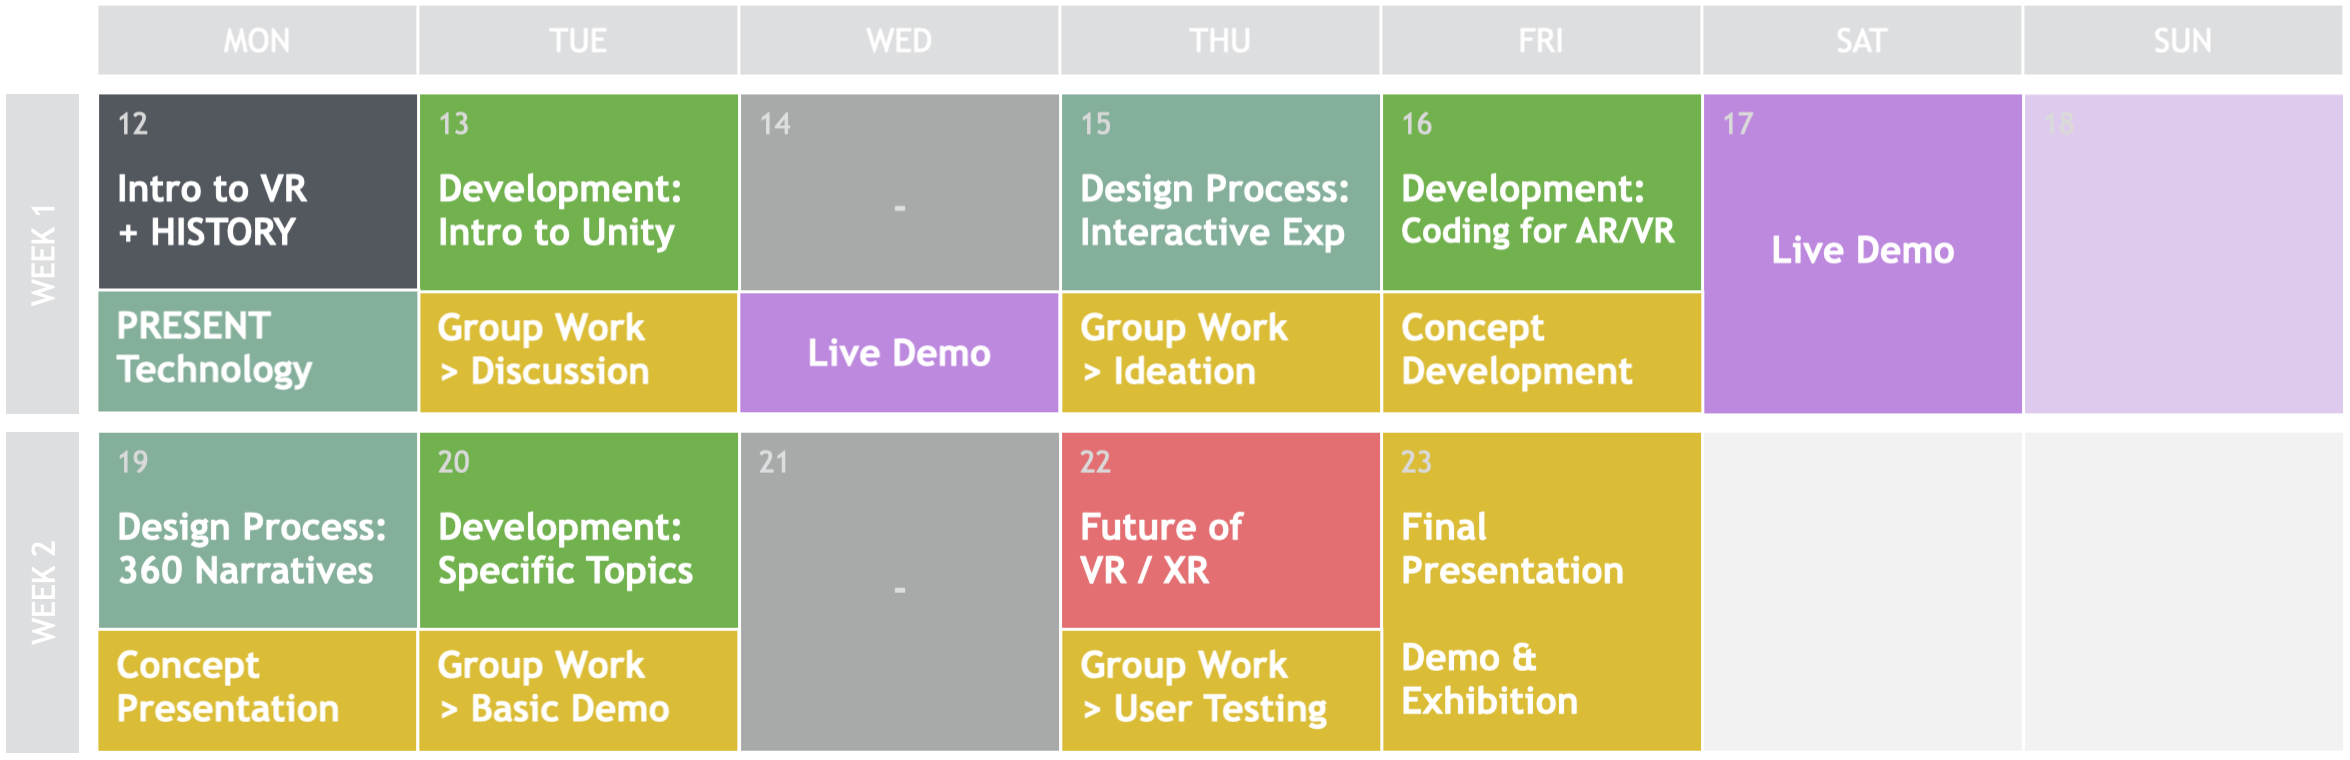 MON TUE WED THU FRI SAT SUN
WEEK 1
12
Intro to VR
+ HISTORY
PRESENT
Technology
13
Development:
Intro to Unity
Group Work
> Discussion
14
-
Live Demo
15
Design Process:
Interactive Exp
Group Work
> Ideation
16
Development:
Coding for AR/VR
Concept
Development
17
Live Demo
18
WEEK 2
19
Design Process:
360 Narratives
Concept
Presentation
20
Development:
Specific Topics
Group Work
> Basic Demo
21
-
22
Future of
VR / XR
Group Work
> User Testing
23
Final
Presentation
Demo &
Exhibition